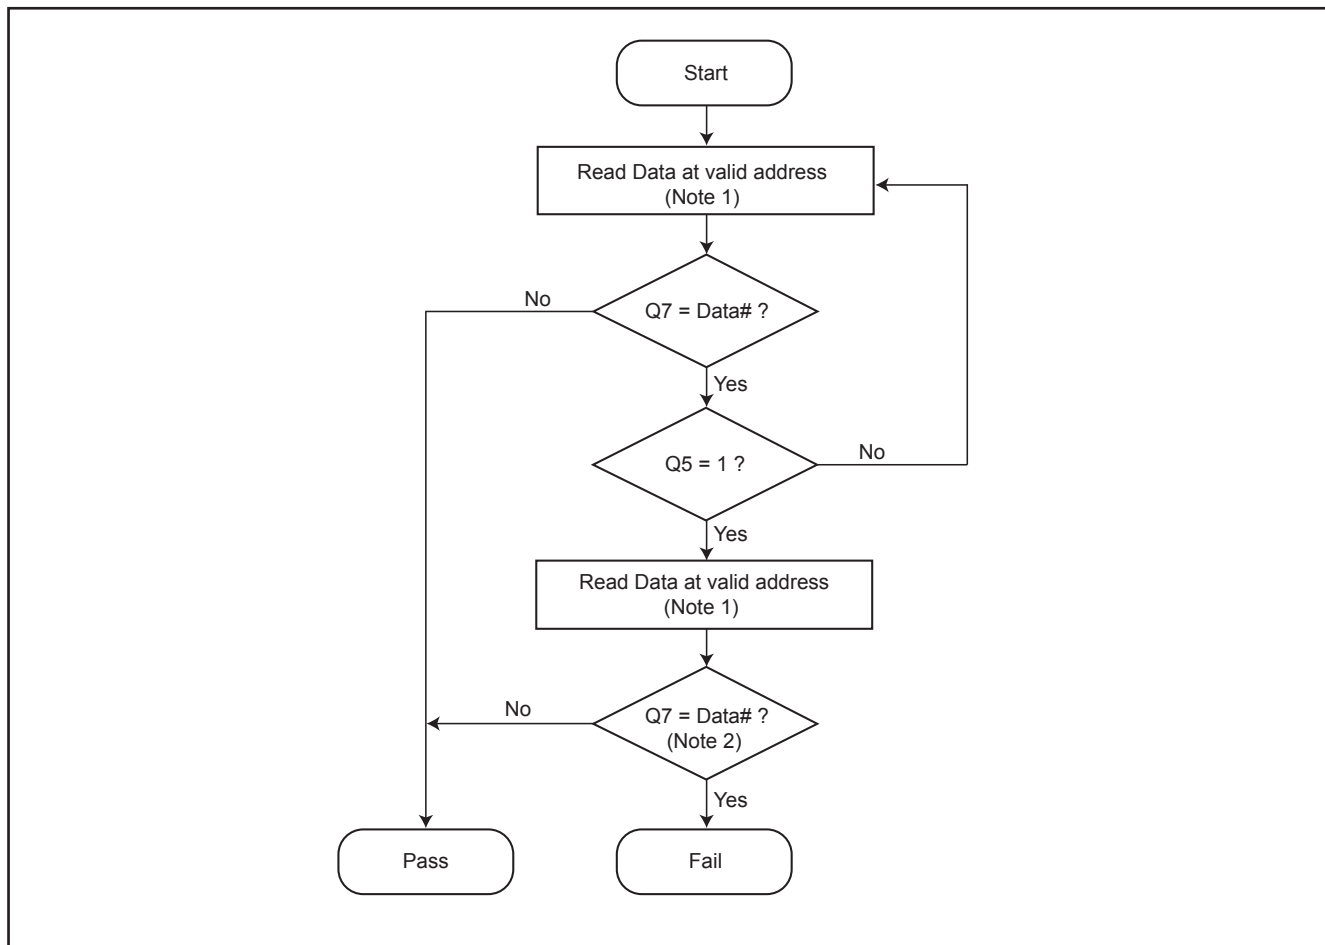 Start
Read Data at valid address
(Note 1)
Q7 = Data# ?
No
Yes
Q5 = 1 ?
No
Yes
Read Data at valid address
(Note 1)
Q7 = Data# ?
(Note 2)
No
Yes
Pass
Fail